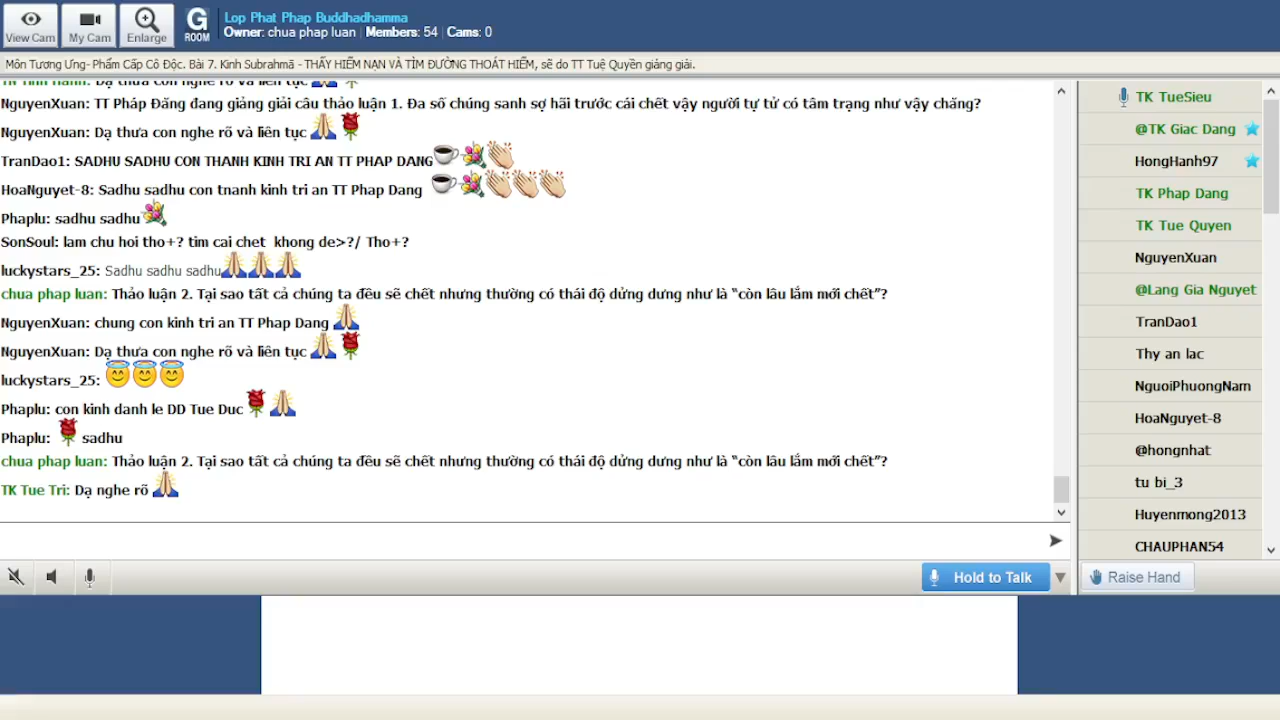 View Cam
My Cam
Enlarge
G
ROOM
Lop Phat Phap Buddhadhamma
Owner: chua phap luan | Members: 54 | Cams: 0
Môn Tương Ưng- Phẩm Cấp Cô Độc. Bài 7. Kinh Subrahmā - THẤY HIỂM NẠN VÀ TÌM ĐƯỜNG THOÁT HIỂM, sẽ do TT Tuệ Quyền giảng giải.
TK Tinh Hanh: Dạ thưa con nghe rõ và liên tục
NguyenXuan: TT Pháp Đăng đang giảng giải câu thảo luận 1. Đa số chúng sanh sợ hãi trước cái chết vậy người tự tử có tâm trạng như vậy chăng?
NguyenXuan: Dạ thưa con nghe rõ và liên tục
TranDao1: SADHU SADHU CON THANH KINH TRI AN TT PHAP DANG
HoaNguyet-8: Sadhu sadhu con tnanh kinh tri an TT Phap Dang
Phaplu: sadhu sadhu
SonSoul: lam chu hoi tho+? tim cai chet khong de>?/ Tho+?
luckystars_25: Sadhu sadhu sadhu
chua phap luan: Thảo luận 2. Tại sao tất cả chúng ta đều sẽ chết nhưng thường có thái độ dửng dưng như là “còn lâu lắm mới chết”?
NguyenXuan: chung con kinh tri an TT Phap Dang
NguyenXuan: Dạ thưa con nghe rõ và liên tục
luckystars_25:
Phaplu: con kinh danh le DD Tue Duc
Phaplu: sadhu
chua phap luan: Thảo luận 2. Tại sao tất cả chúng ta đều sẽ chết nhưng thường có thái độ dửng dưng như là “còn lâu lắm mới chết”?
TK Tue Tri: Dạ nghe rõ
TK TueSieu
@TK Giac Dang
HongHanh97
TK Phap Dang
TK Tue Quyen
NguyenXuan
@Lang Gia Nguyet
TranDao1
Thy an lac
NguoiPhuongNam
HoaNguyet-8
@hongnhat
tu bi_3
Huyenmong2013
CHAUPHAN54
Hold to Talk
Raise Hand